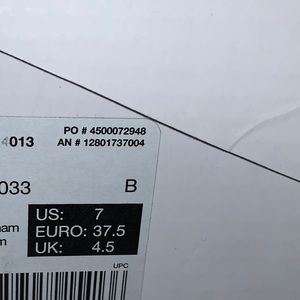 PO # 4500072948
4013 AN # 12801737004
033 B
US: 7
EURO: 37.5
UK: 4.5
UPC